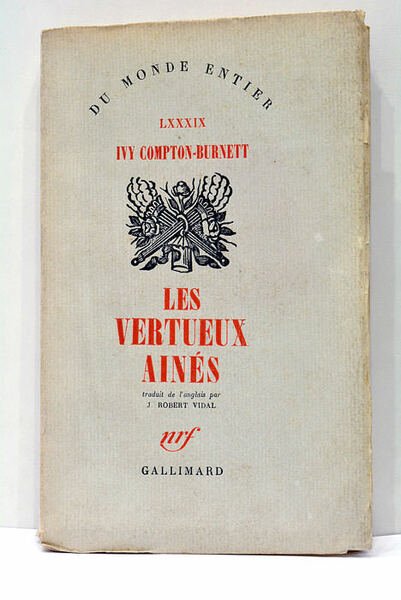 DU MONDE ENTIER
LXXXIX
IVY COMPTON-BURNETT
LES
VERTUEUX
AINÉS
traduit de l'anglais par
J. ROBERT VIDAL
nrf
GALLIMARD